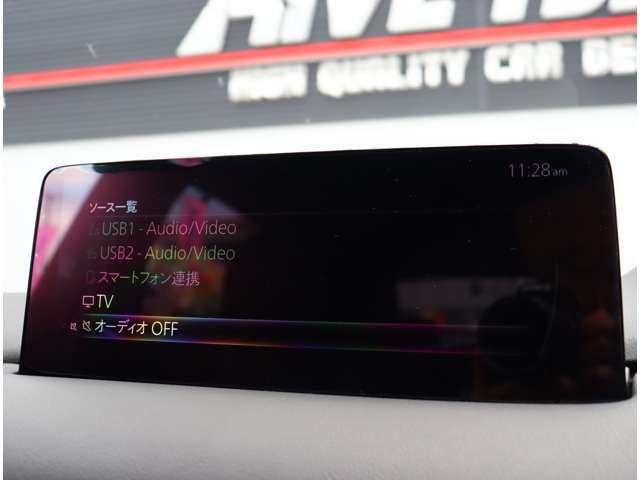 HIGH QUALITY CAR DE
11:28 am
ソース一覧
USB1 - Audio/Video
USB2 - Audio/Video
スマートフォン連携
TV
オーディオ OFF